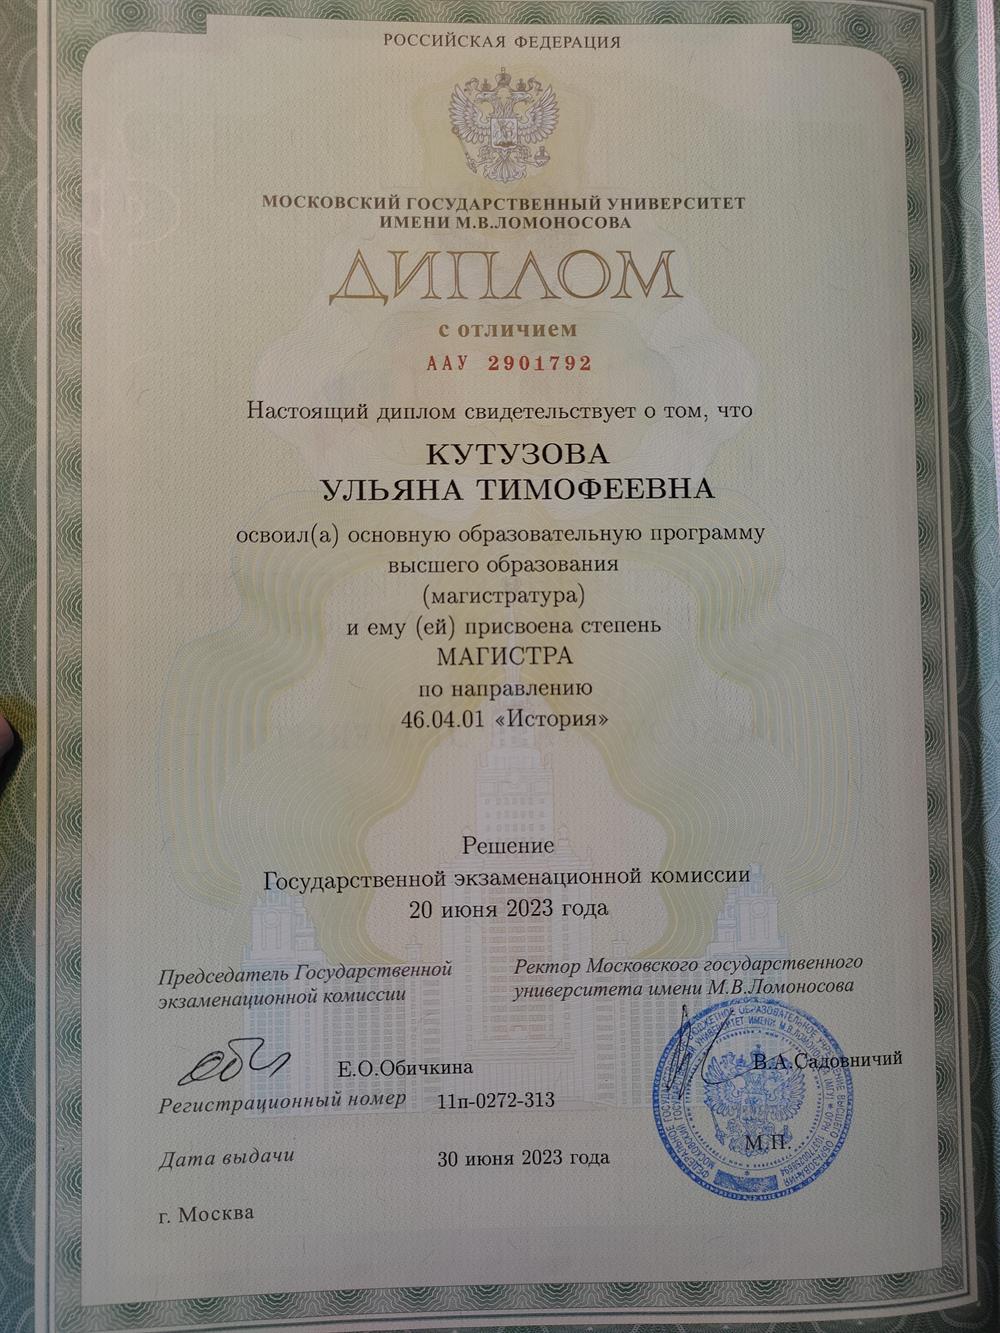 РОССИЙСКАЯ ФЕДЕРАЦИЯ
МОСКОВСКИЙ ГОСУДАРСТВЕННЫЙ УНИВЕРСИТЕТ
ИМЕНИ М.В.ЛОМОНОСОВА
ДИПЛОМ
с отличием
ААУ 2901792
Настоящий диплом свидетельствует о том, что
КУТУЗОВА
УЛЬЯНА ТИМОФЕЕВНА
освоил(а) основную образовательную программу
высшего образования
(магистратура)
и ему (ей) присвоена степень
МАГИСТРА
по направлению
46.04.01 «История»
Решение
Государственной экзаменационной комиссии
20 июня 2023 года
Председатель Государственной
экзаменационной комиссии
Ректор Московского государственного
университета имени М.В.Ломоносова
Е.О.Обичкина
В.А.Садовничий
Регистрационный номер 11п-0272-313
М.П.
Дата выдачи 30 июня 2023 года
г. Москва